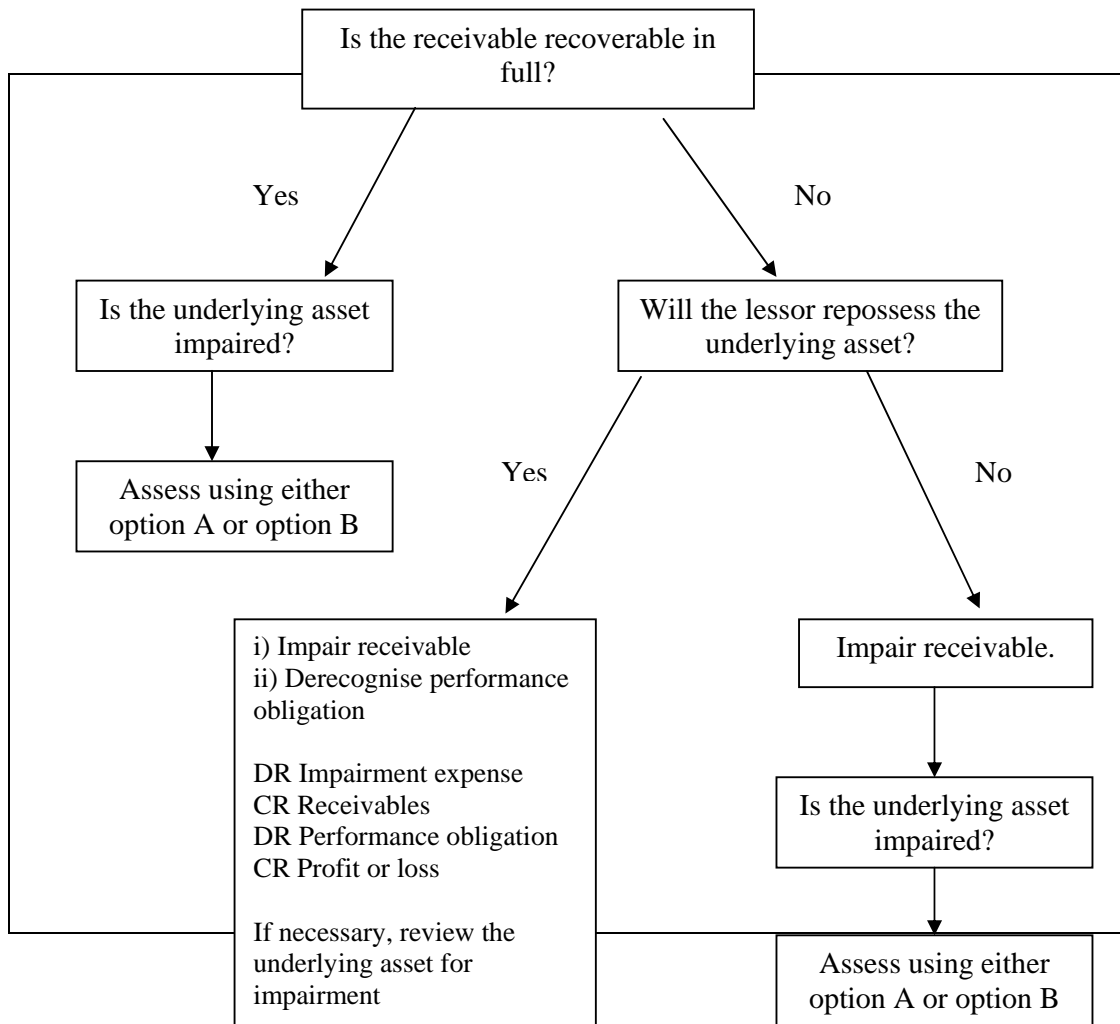 Is the receivable recoverable in
full?
Yes
No
Is the underlying asset
impaired?
Will the lessor repossess the
underlying asset?
Assess using either
option A or option B
Yes
No
i) Impair receivable
ii) Derecognise performance
obligation
DR Impairment expense
CR Receivables
DR Performance obligation
CR Profit or loss
If necessary, review the
underlying asset for
impairment
Impair receivable.
Is the underlying asset
impaired?
Assess using either
option A or option B